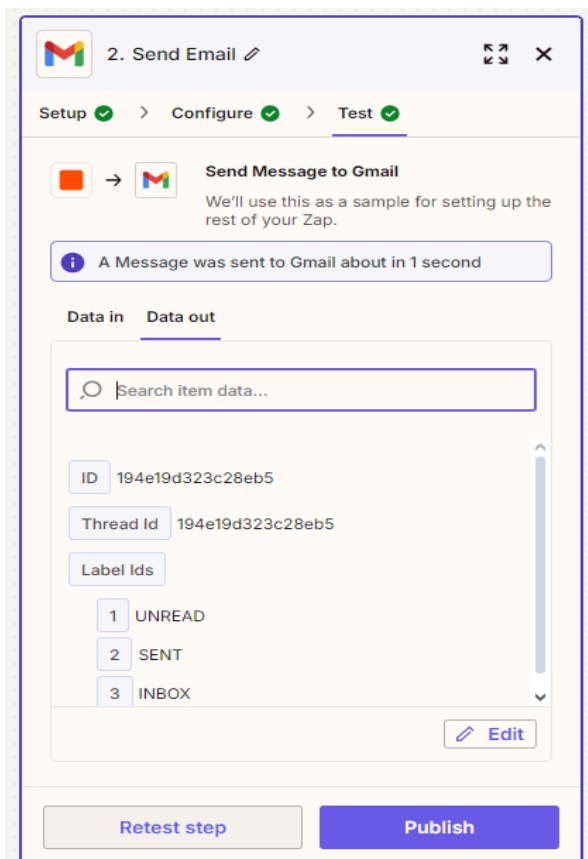 2. Send Email
Setup > Configure > Test
Send Message to Gmail
We'll use this as a sample for setting up the
rest of your Zap.
A Message was sent to Gmail about in 1 second
Data in Data out
Search item data...
ID 194e19d323c28eb5
Thread Id 194e19d323c28eb5
Label Ids
1 UNREAD
2 SENT
3 INBOX
Edit
Retest step Publish